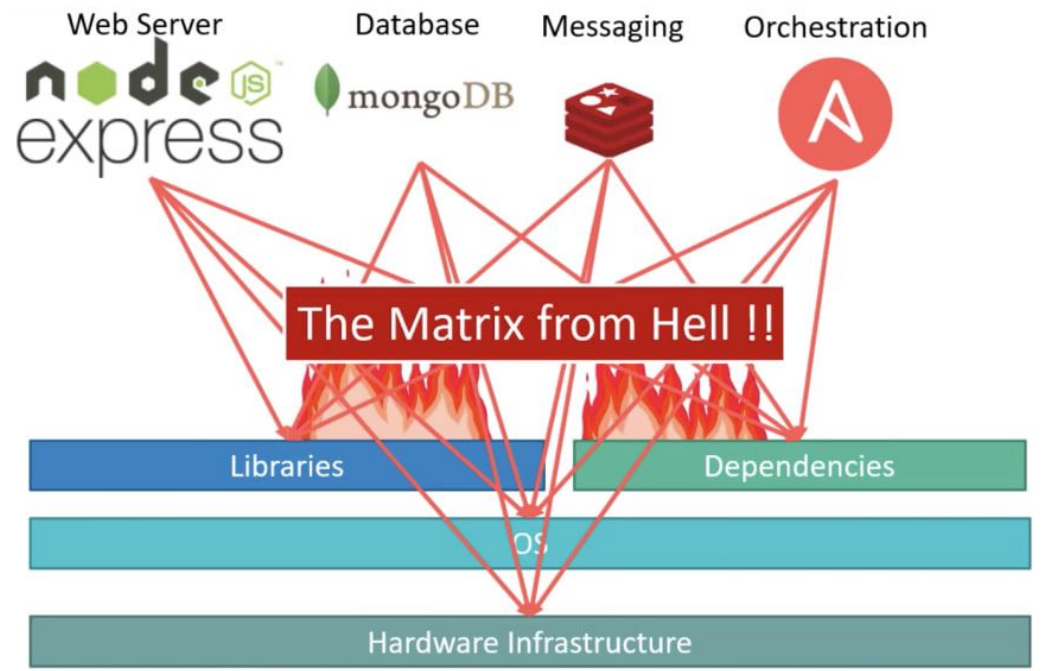 Web Server
Database
Messaging
Orchestration
node JS
express
mongoDB
A
The Matrix from Hell !!
Libraries
Dependencies
OS
Hardware Infrastructure